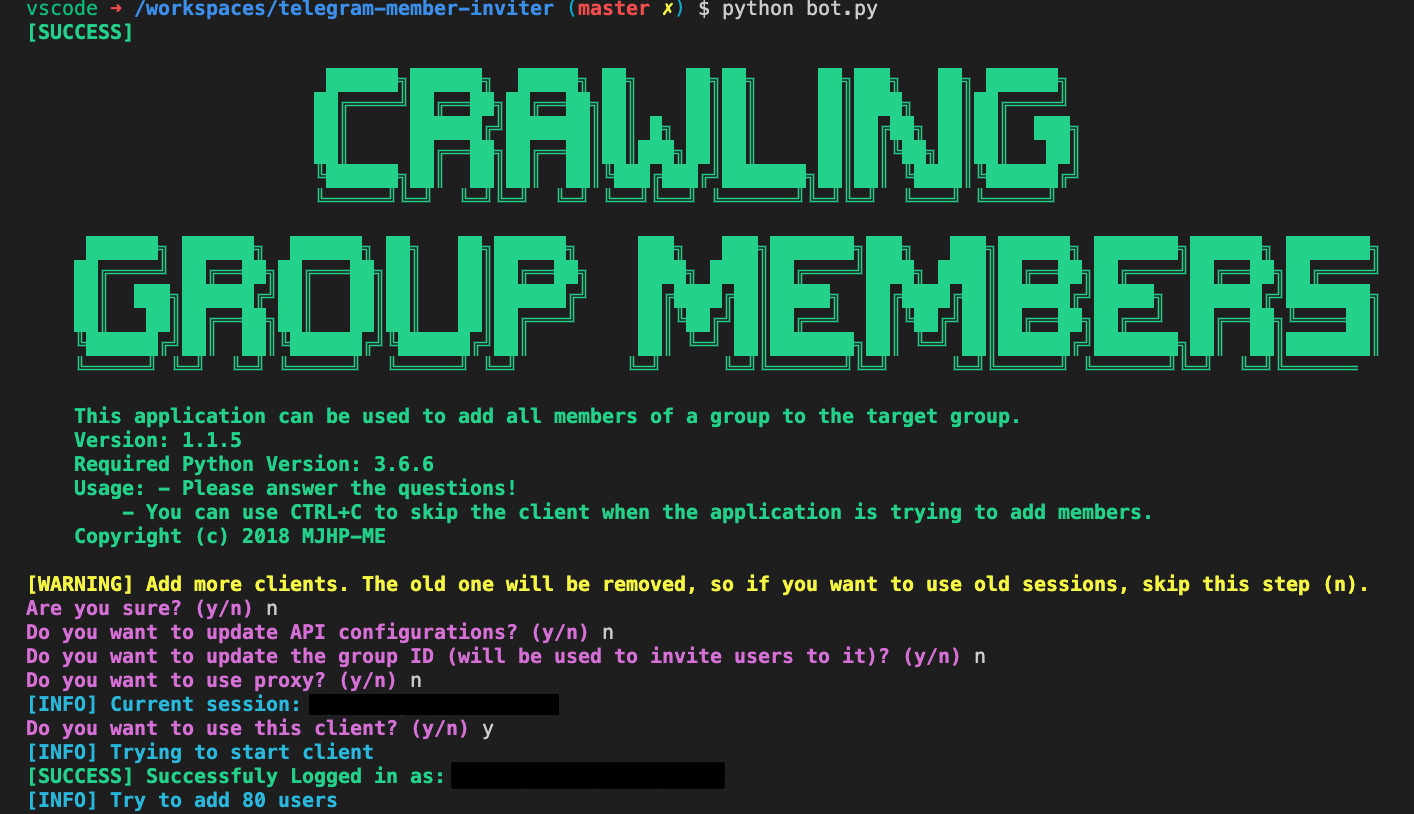 vscode → /workspaces/telegram-member-inviter (master ✗) $ python bot.py
[SUCCESS]
CRAWLING
GROUP MEMBERS
This application can be used to add all members of a group to the target group.
Version: 1.1.5
Required Python Version: 3.6.6
Usage: - Please answer the questions!
- You can use CTRL+C to skip the client when the application is trying to add members.
Copyright (c) 2018 MJHP-ME
[WARNING] Add more clients. The old one will be removed, so if you want to use old sessions, skip this step (n).
Are you sure? (y/n) n
Do you want to update API configurations? (y/n) n
Do you want to update the group ID (will be used to invite users to it)? (y/n) n
Do you want to use proxy? (y/n) n
[INFO] Current session:
Do you want to use this client? (y/n) y
[INFO] Trying to start client
[SUCCESS] Successfuly Logged in as:
[INFO] Try to add 80 users